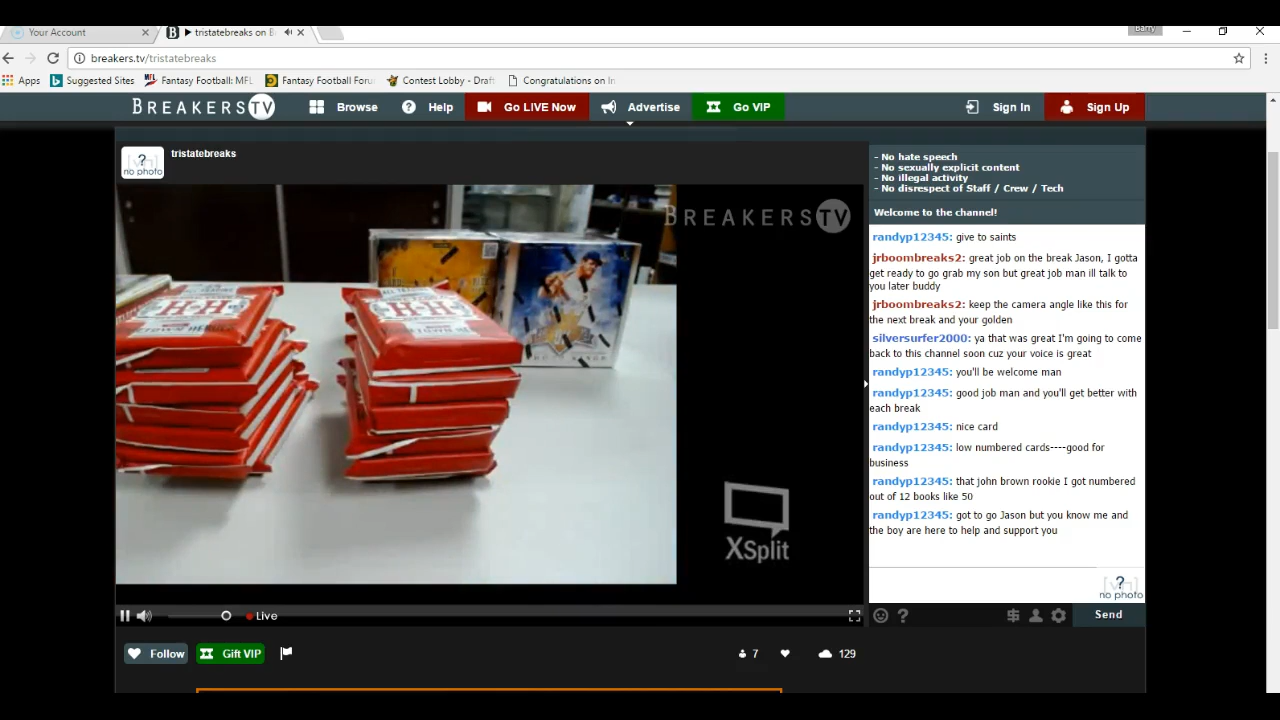 Your Account
tristatebreaks on B
Barry
breakers.tv/tristatebreaks
Apps
Suggested Sites
Fantasy Football: MFL
Fantasy Football Foru
Contest Lobby - Draft
Congratulations on In
BREAKERSTV
Browse
Help
Go LIVE Now
Advertise
Go VIP
Sign In
Sign Up
?
no photo
tristatebreaks
BREAKERSTV
HH
XSplit
Live
- No hate speech
- No sexually explicit content
- No illegal activity
- No disrespect of Staff / Crew / Tech
Welcome to the channel!
randyp12345: give to saints
jrboombreaks2: great job on the break Jason, I gotta
get ready to go grab my son but great job man ill talk to
you later buddy
jrboombreaks2: keep the camera angle like this for
the next break and your golden
silversurfer2000: ya that was great I'm going to come
back to this channel soon cuz your voice is great
randyp12345: you'll be welcome man
randyp12345: good job man and you'll get better with
each break
randyp12345: nice card
randyp12345: low numbered cards----good for
business
randyp12345: that john brown rookie I got numbered
out of 12 books like 50
randyp12345: got to go Jason but you know me and
the boy are here to help and support you
?
no photo
Send
Follow
Gift VIP
7
129